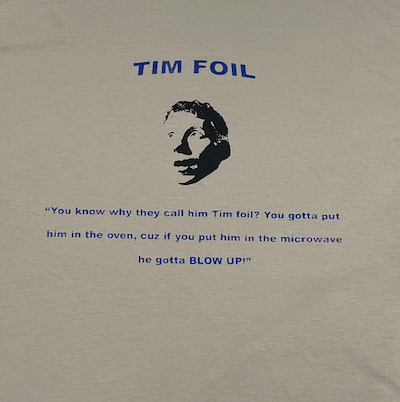 TIM FOIL
“You know why they call him Tim foil? You gotta put
him in the oven, cuz if you put him in the microwave
he gotta BLOW UP!”